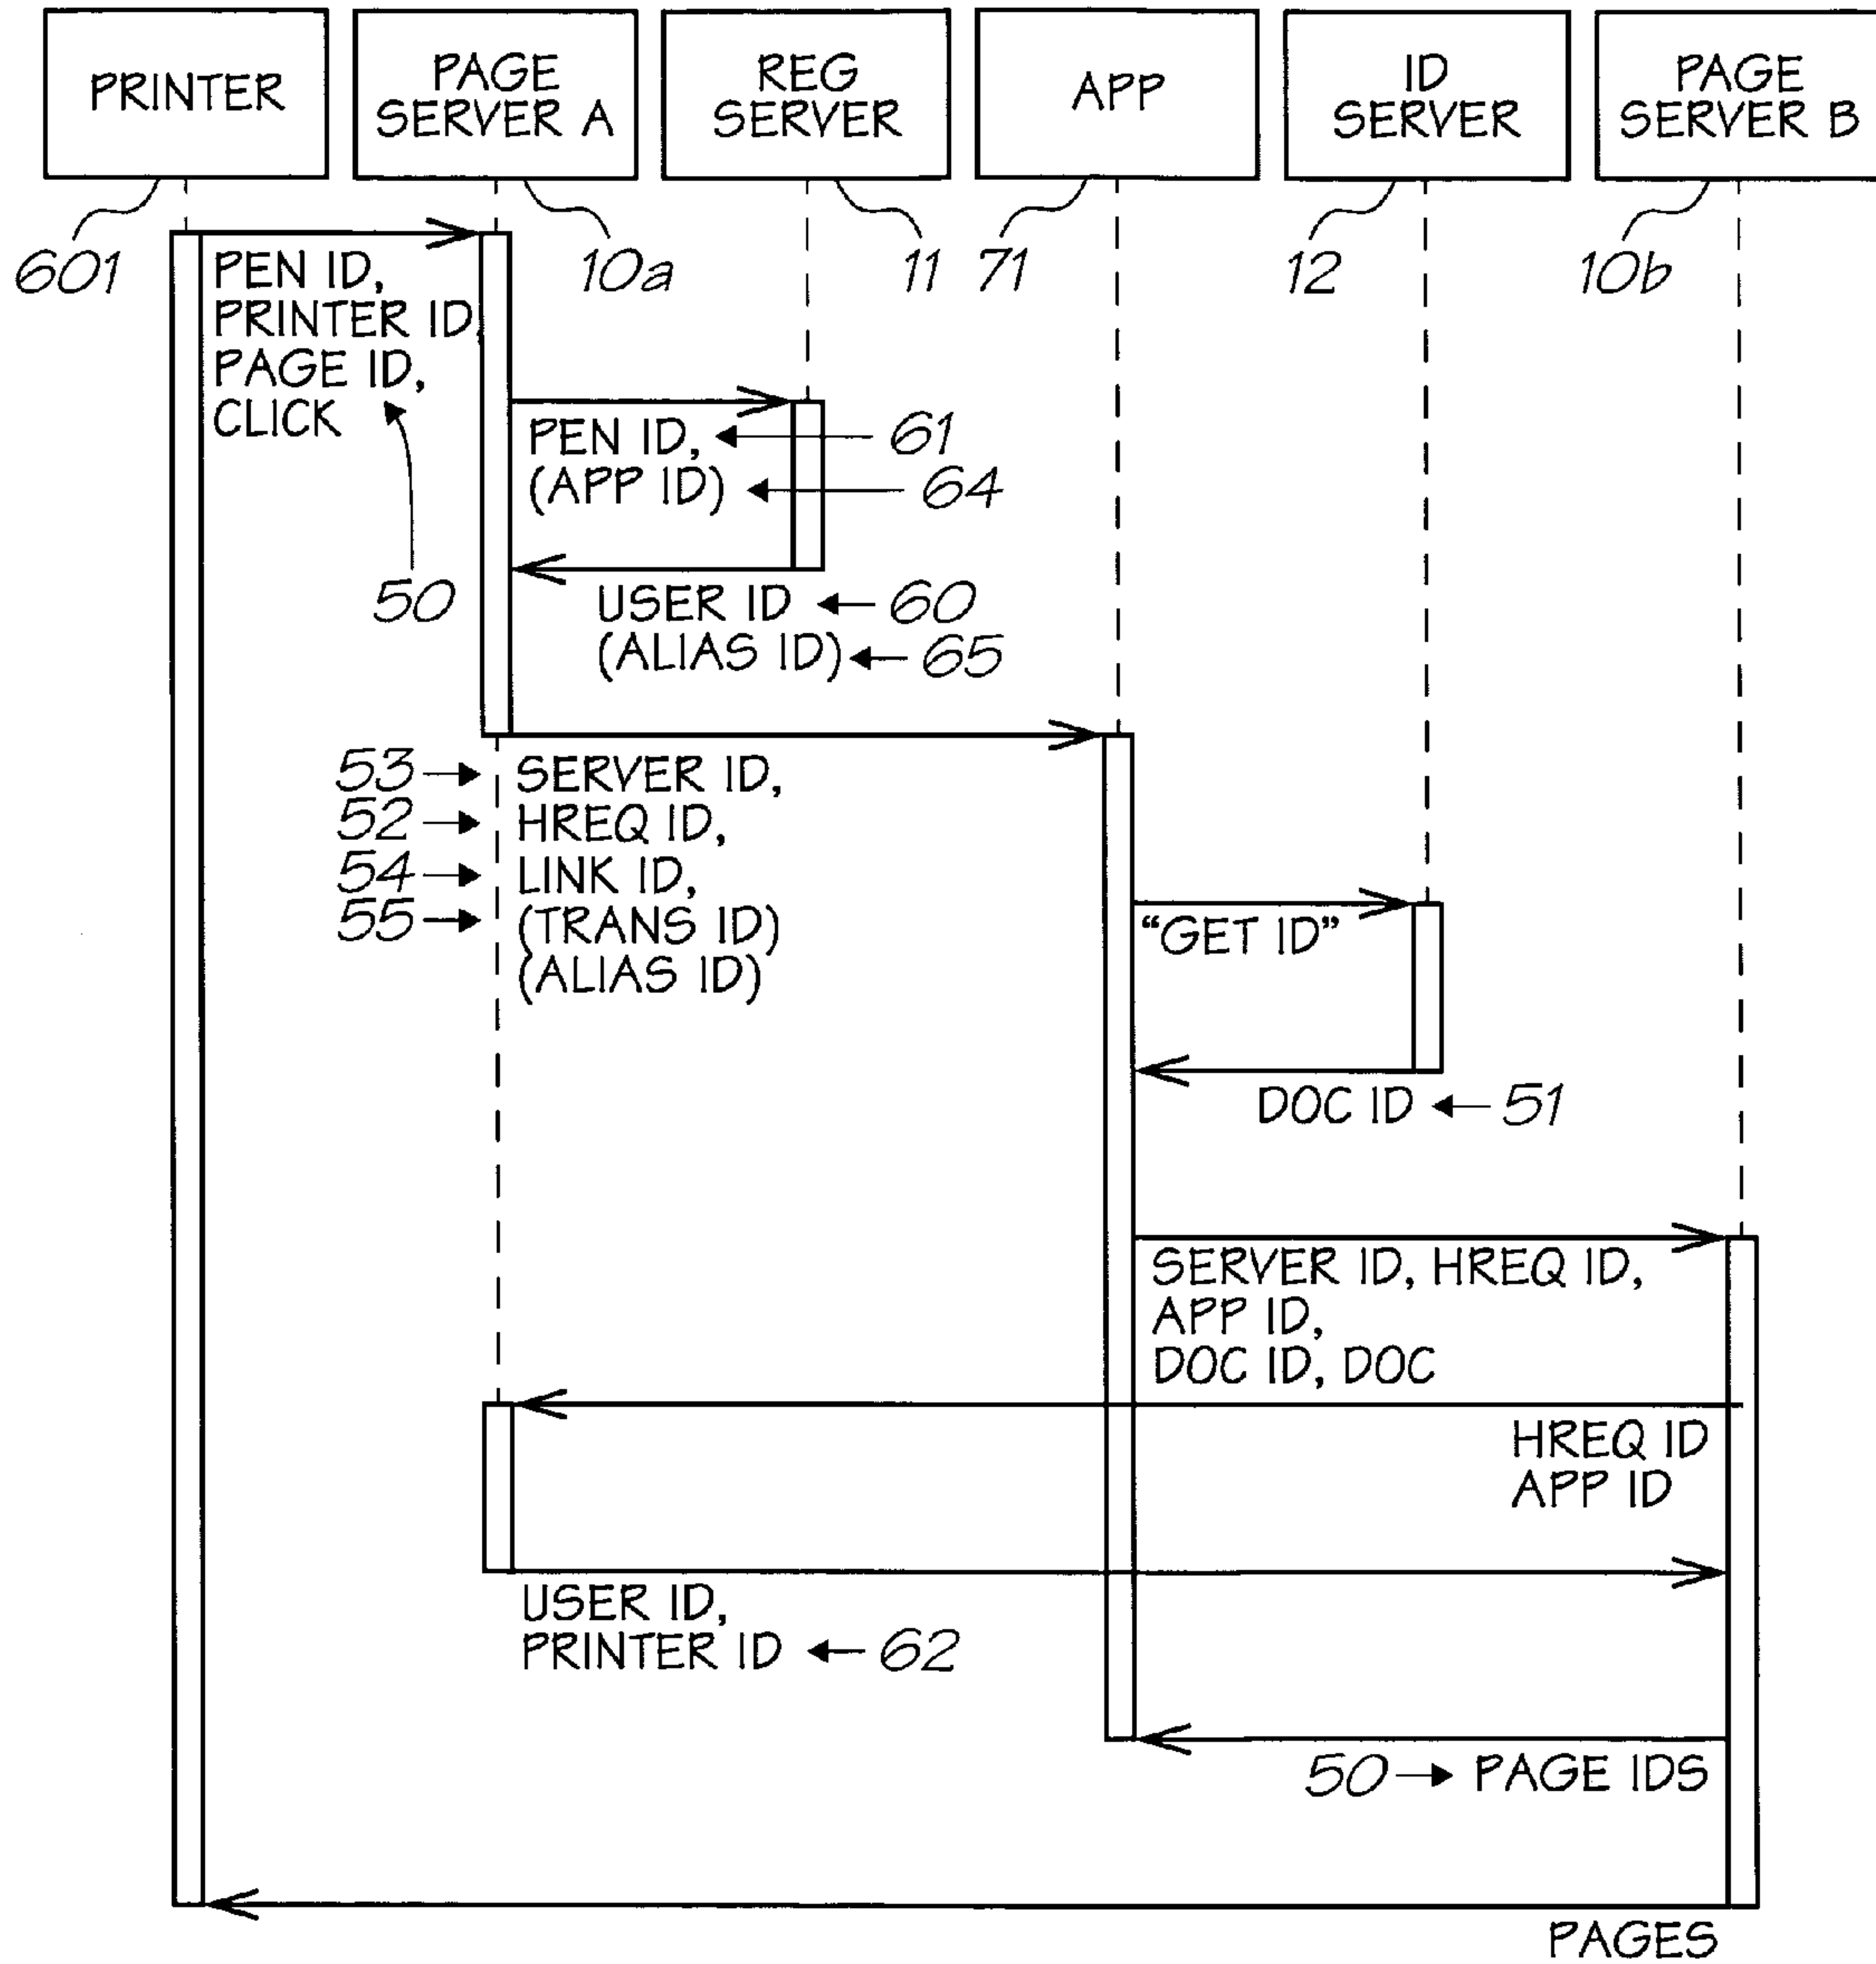 PRINTER
PAGE
SERVER A
REG
SERVER
APP
ID
SERVER
PAGE
SERVER B
601
10a
11
71
12
10b
PEN ID,
PRINTER ID
PAGE ID,
CLICK
50
PEN ID,
61
(APP ID)
64
USER ID
60
(ALIAS ID)
65
53
SERVER ID,
52
HREQ ID,
54
LINK ID,
55
(TRANS ID)
(ALIAS ID)
"GET ID"
DOC ID
51
SERVER ID, HREQ ID,
APP ID,
DOC ID, DOC
HREQ ID
APP ID
USER ID,
PRINTER ID
62
50
PAGE IDS
PAGES